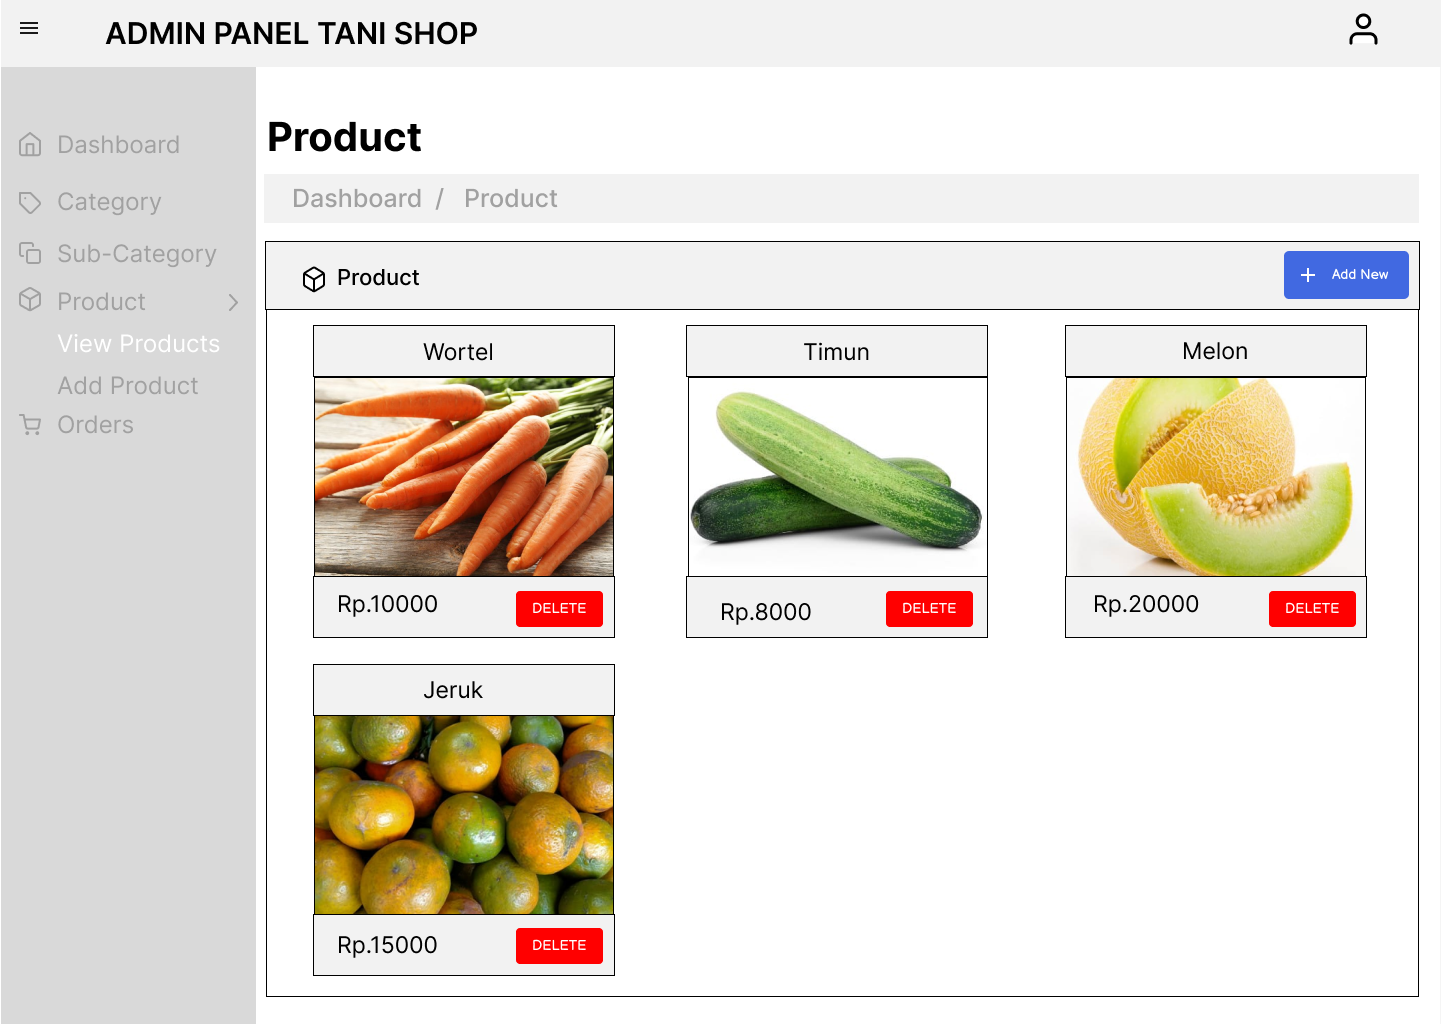 ADMIN PANEL TANI SHOP
Dashboard
Category
Sub-Category
Product
View Products
Add Product
Orders
Product
Dashboard / Product
Product
Add New
Wortel
Timun
Melon
Rp.10000
DELETE
Rp.8000
DELETE
Rp.20000
DELETE
Jeruk
Rp.15000
DELETE